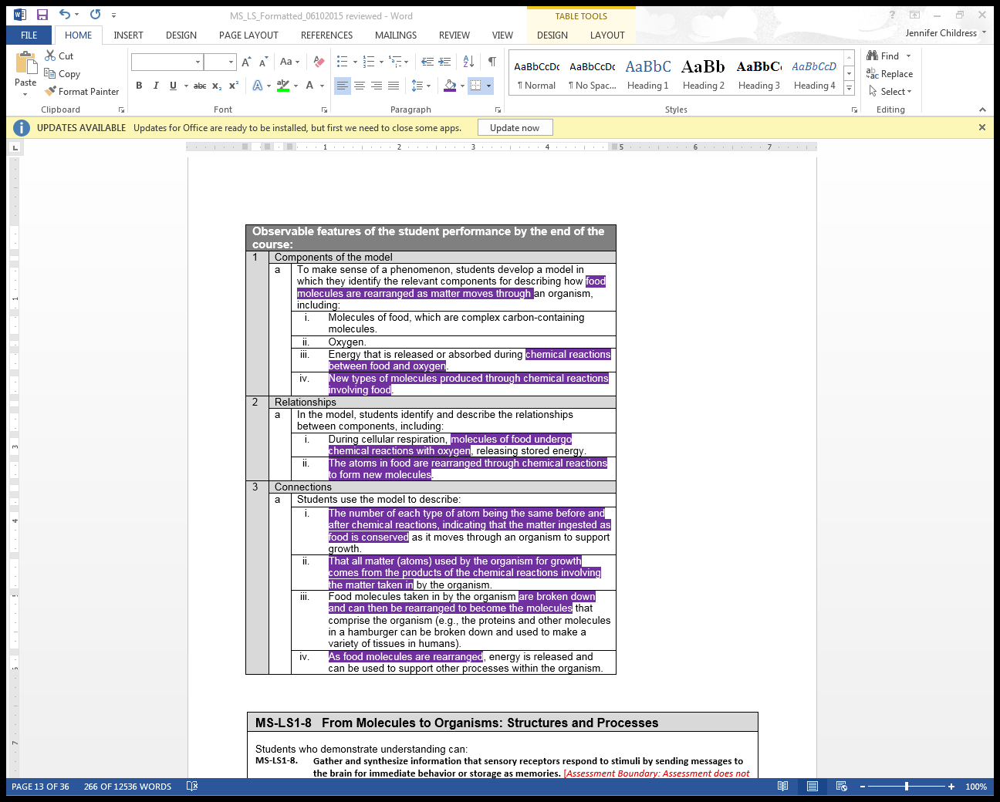 MS_LS_Formatted_06102015 reviewed - Word
TABLE TOOLS
FILE HOME INSERT DESIGN PAGE LAYOUT REFERENCES MAILINGS REVIEW VIEW DESIGN LAYOUT
Jennifer Childress
Paste
Cut
Copy
Format Painter
Clipboard
Aa
B I U abc x₂ x² A ab A
Font
Paragraph
AaBbCcDc AaBbCcDc AaBbC AaBb AaBbC AaBbCcD
¶ Normal ¶ No Spac... Heading 1 Heading 2 Heading 3 Heading 4
Styles
Find
Replace
Select
Editing
UPDATES AVAILABLE Updates for Office are ready to be installed, but first we need to close some apps. Update now
1 2 3 4 5 6 7
Observable features of the student performance by the end of the
course:
1 Components of the model
a To make sense of a phenomenon, students develop a model in
which they identify the relevant components for describing how food
molecules are rearranged as matter moves through an organism,
including:
i. Molecules of food, which are complex carbon-containing
molecules.
ii. Oxygen.
iii. Energy that is released or absorbed during chemical reactions
between food and oxygen.
iv. New types of molecules produced through chemical reactions
involving food.
2 Relationships
a In the model, students identify and describe the relationships
between components, including:
i. During cellular respiration, molecules of food undergo
chemical reactions with oxygen, releasing stored energy.
ii. The atoms in food are rearranged through chemical reactions
to form new molecules.
3 Connections
a Students use the model to describe:
i. The number of each type of atom being the same before and
after chemical reactions, indicating that the matter ingested as
food is conserved as it moves through an organism to support
growth.
ii. That all matter (atoms) used by the organism for growth
comes from the products of the chemical reactions involving
the matter taken in by the organism.
iii. Food molecules taken in by the organism are broken down
and can then be rearranged to become the molecules that
comprise the organism (e.g., the proteins and other molecules
in a hamburger can be broken down and used to make a
variety of tissues in humans).
iv. As food molecules are rearranged, energy is released and
can be used to support other processes within the organism.
MS-LS1-8 From Molecules to Organisms: Structures and Processes
Students who demonstrate understanding can:
MS-LS1-8. Gather and synthesize information that sensory receptors respond to stimuli by sending messages to
the brain for immediate behavior or storage as memories. [Assessment Boundary: Assessment does not
PAGE 13 OF 36 266 OF 12536 WORDS 100%